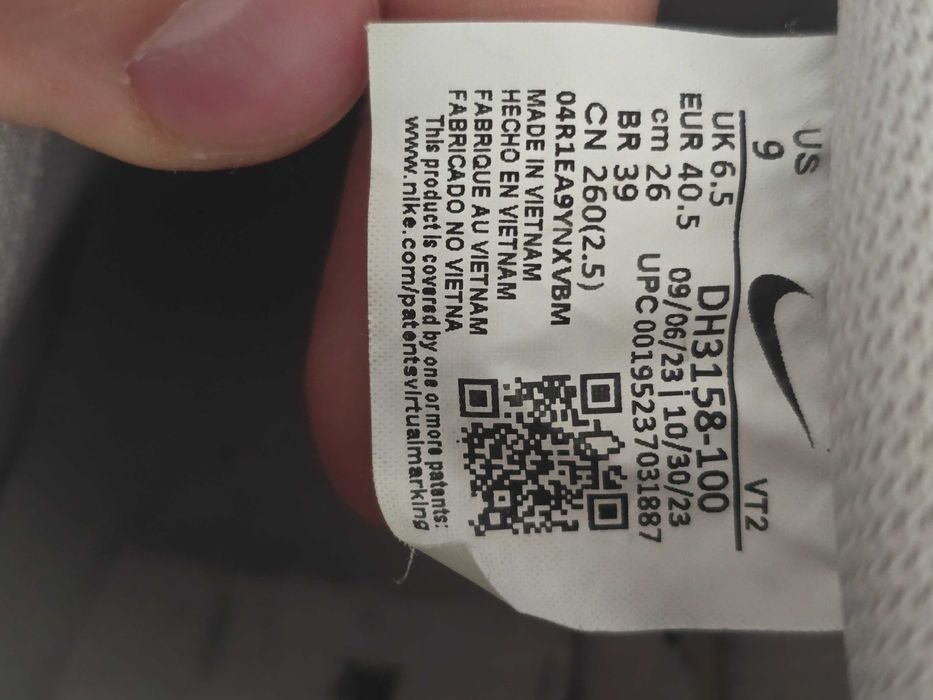 US
9
VT2
UK 6.5
DH3158-100
EUR 40.5
09/06/23 | 10/30/23
cm 26
UPC 00195237031887
BR 39
CN 260(2.5)
04R1EA9YNXVBM
MADE IN VIETNAM
HECHO EN VIETNAM
FABRIQUE AU VIETNAM
FABRICADO NO VIETNA
This product is covered by one or more patents:
www.nike.com/patentsvirtualmarking